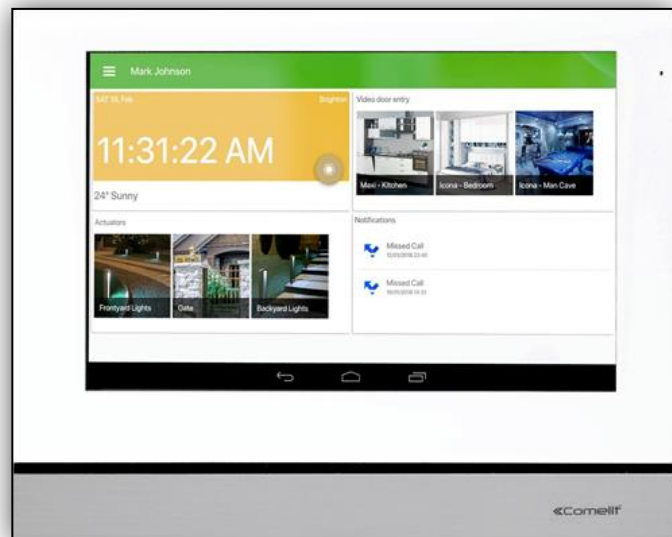 Mark Johnson
Brighton
11:31:22 AM
24° Sunny
Video door entry
Maxi - Kitchen
Icona - Bedroom
Icona - Man Cave
Actuators
Frontyard Lights
Gate
Backyard Lights
Notifications
Missed Call
Missed Call
Comelit